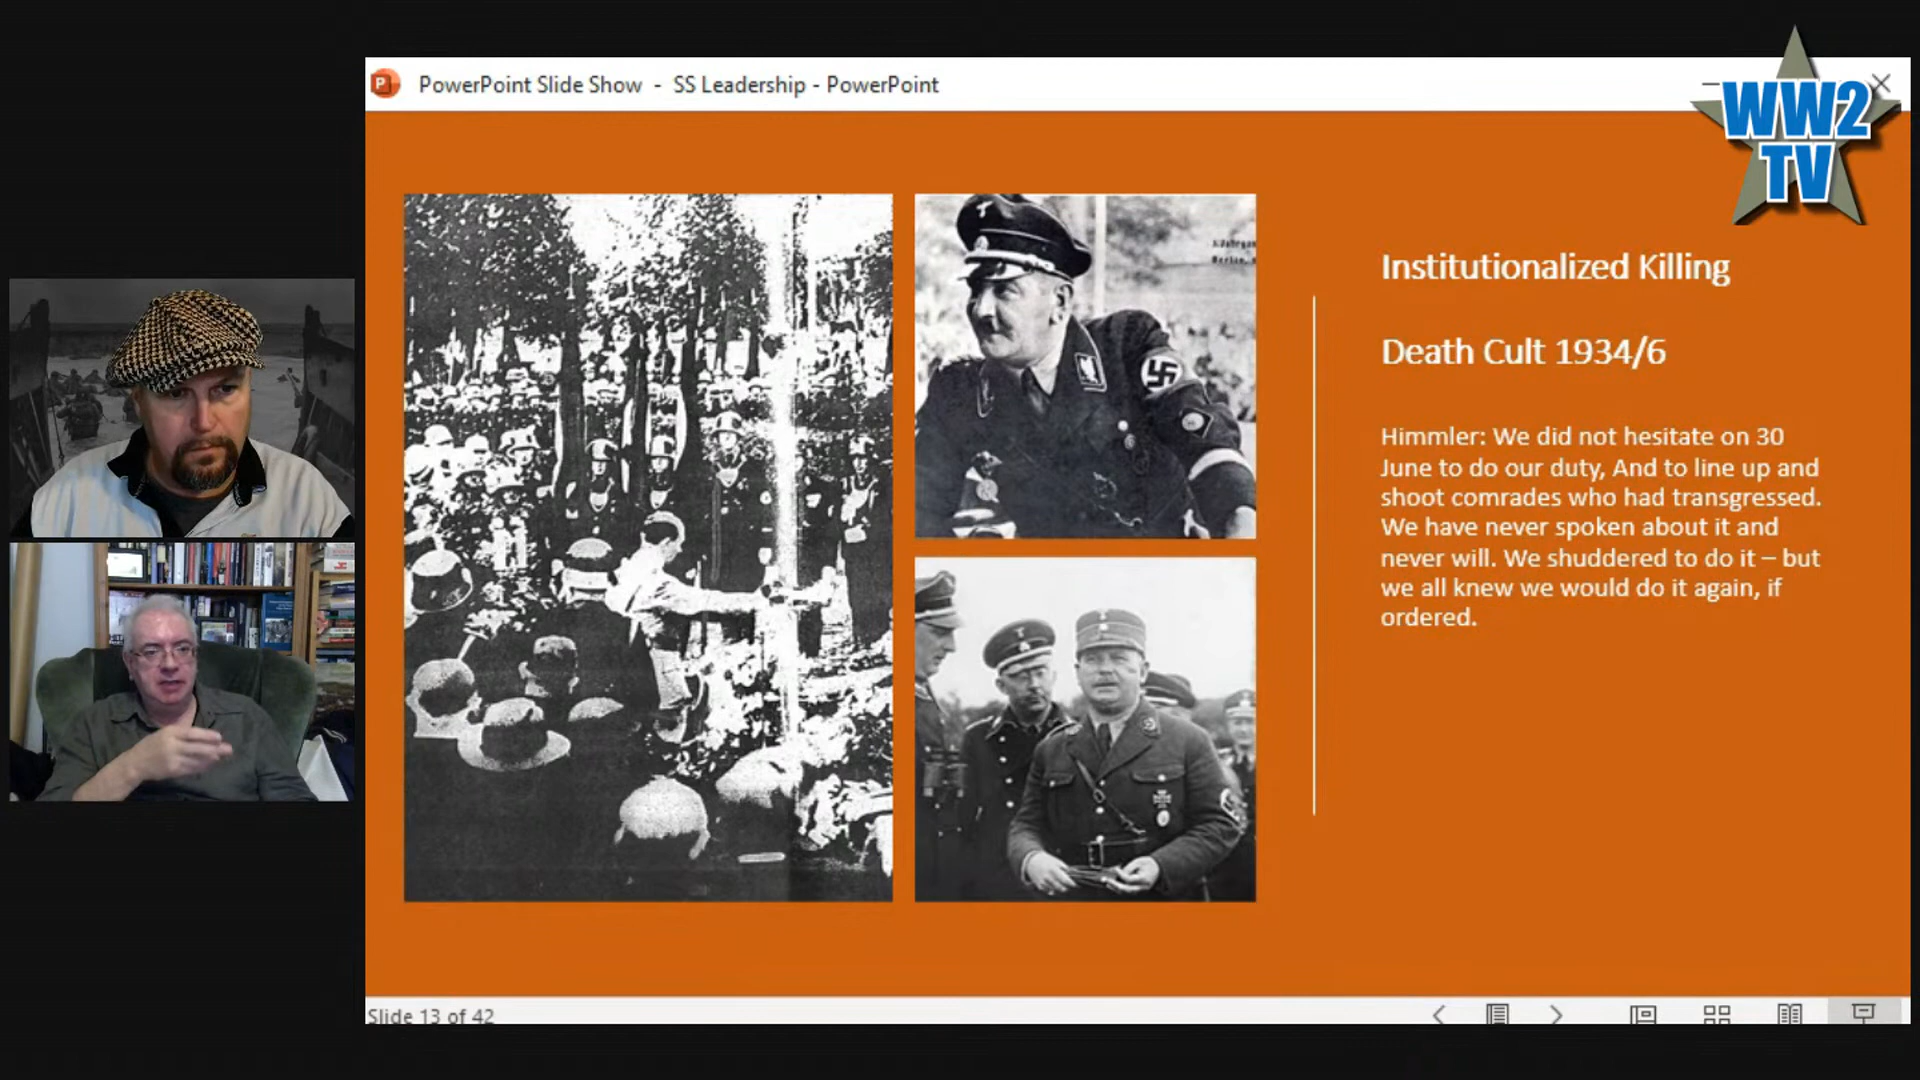 PowerPoint Slide Show - SS Leadership - PowerPoint
WW2
TV
Institutionalized Killing
Death Cult 1934/6
Himmler: We did not hesitate on 30
June to do our duty, And to line up and
shoot comrades who had transgressed.
We have never spoken about it and
never will. We shuddered to do it – but
we all knew we would do it again, if
ordered.
Slide 13 of 42